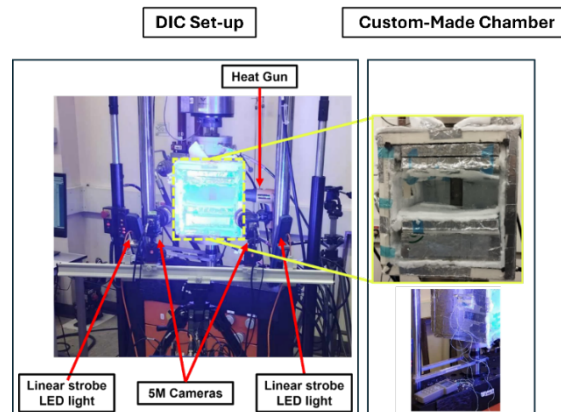 DIC Set-up
Custom-Made Chamber
Heat Gun
Linear strobe
LED light
5M Cameras
Linear strobe
LED light